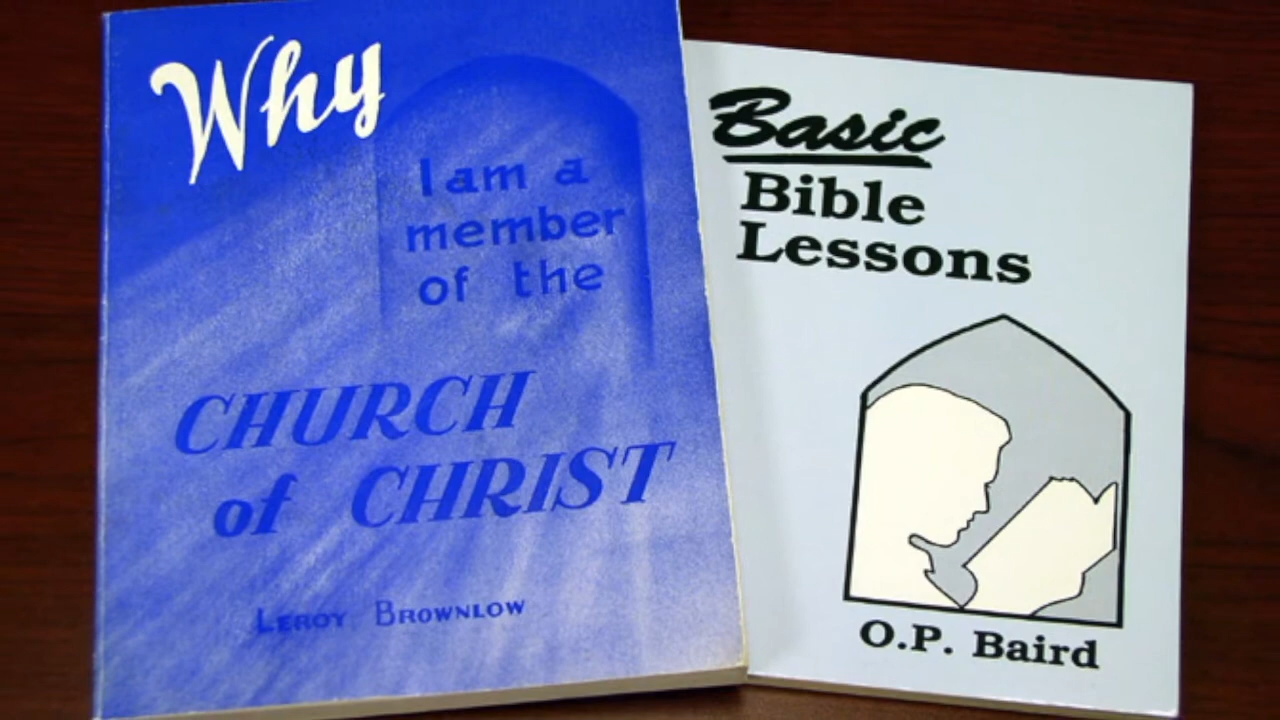 Why
I am a
member
of the
CHURCH
of CHRIST
LEROY BROWNLOW
Basic
Bible
Lessons
O.P. Baird